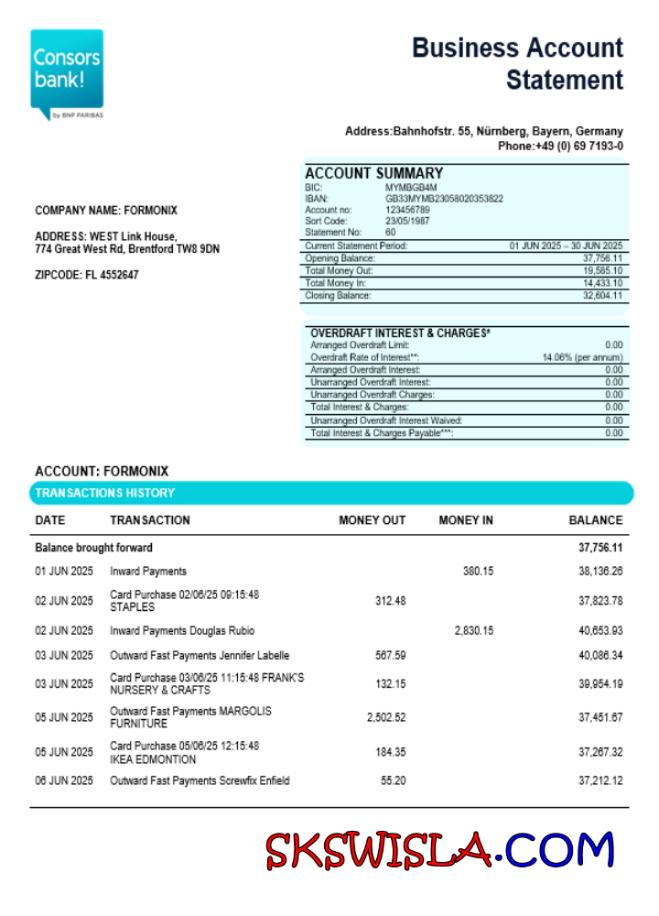 Consors
bank!
by BNP PARIBAS
Business Account
Statement
Address:Bahnhofstr. 55, Nürnberg, Bayern, Germany
Phone:+49 (0) 69 7193-0
COMPANY NAME: FORMONIX
ADDRESS: WEST Link House,
774 Great West Rd, Brentford TW8 9DN
ZIPCODE: FL 4552647
ACCOUNT SUMMARY
BIC: MYMBGB4M
IBAN: GB33MYMB23058020353822
Account no: 123456789
Sort Code: 23/05/1987
Statement No: 60
Current Statement Period: 01 JUN 2025 – 30 JUN 2025
Opening Balance: 37,756.11
Total Money Out: 19,585.10
Total Money In: 14,433.10
Closing Balance: 32,604.11
OVERDRAFT INTEREST & CHARGES*
Arranged Overdraft Limit: 0.00
Overdraft Rate of Interest**: 14.06% (per annum)
Arranged Overdraft Interest: 0.00
Unarranged Overdraft Interest: 0.00
Unarranged Overdraft Charges: 0.00
Total Interest & Charges: 0.00
Unarranged Overdraft Interest Waived: 0.00
Total Interest & Charges Payable***: 0.00
ACCOUNT: FORMONIX
TRANSACTIONS HISTORY
DATE TRANSACTION MONEY OUT MONEY IN BALANCE
Balance brought forward 37,756.11
01 JUN 2025 Inward Payments 380.15 38,136.26
02 JUN 2025 Card Purchase 02/06/25 09:15:48 312.48 37,823.78
STAPLES
02 JUN 2025 Inward Payments Douglas Rubio 2,830.15 40,653.93
03 JUN 2025 Outward Fast Payments Jennifer Labelle 567.59 40,086.34
03 JUN 2025 Card Purchase 03/06/25 11:15:48 FRANK'S 132.15 39,954.19
NURSERY & CRAFTS
05 JUN 2025 Outward Fast Payments MARGOLIS 2,502.52 37,451.67
FURNITURE
05 JUN 2025 Card Purchase 05/06/25 12:15:48 184.35 37,267.32
IKEA EDMONTION
06 JUN 2025 Outward Fast Payments Screwfix Enfield 55.20 37,212.12
SKSWISLA.COM